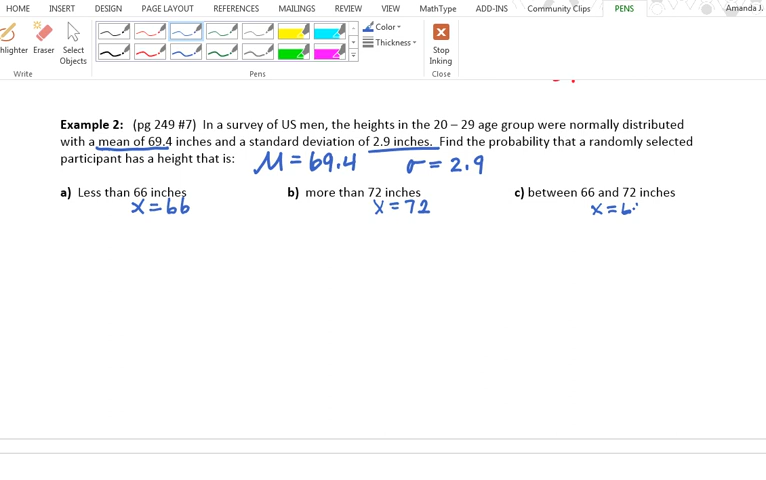 HOME INSERT DESIGN PAGE LAYOUT REFERENCES MAILINGS REVIEW VIEW MathType ADD-INS Community Clips PENS Amanda J.
hlighter Eraser Select Objects
Color
Thickness
Stop Inking
Write Pens Close
Example 2: (pg 249 #7) In a survey of US men, the heights in the 20 – 29 age group were normally distributed
with a mean of 69.4 inches and a standard deviation of 2.9 inches. Find the probability that a randomly selected
participant has a height that is: μ = 69.4 σ = 2.9
a) Less than 66 inches b) more than 72 inches c) between 66 and 72 inches
x = 66 x = 72 x = 6